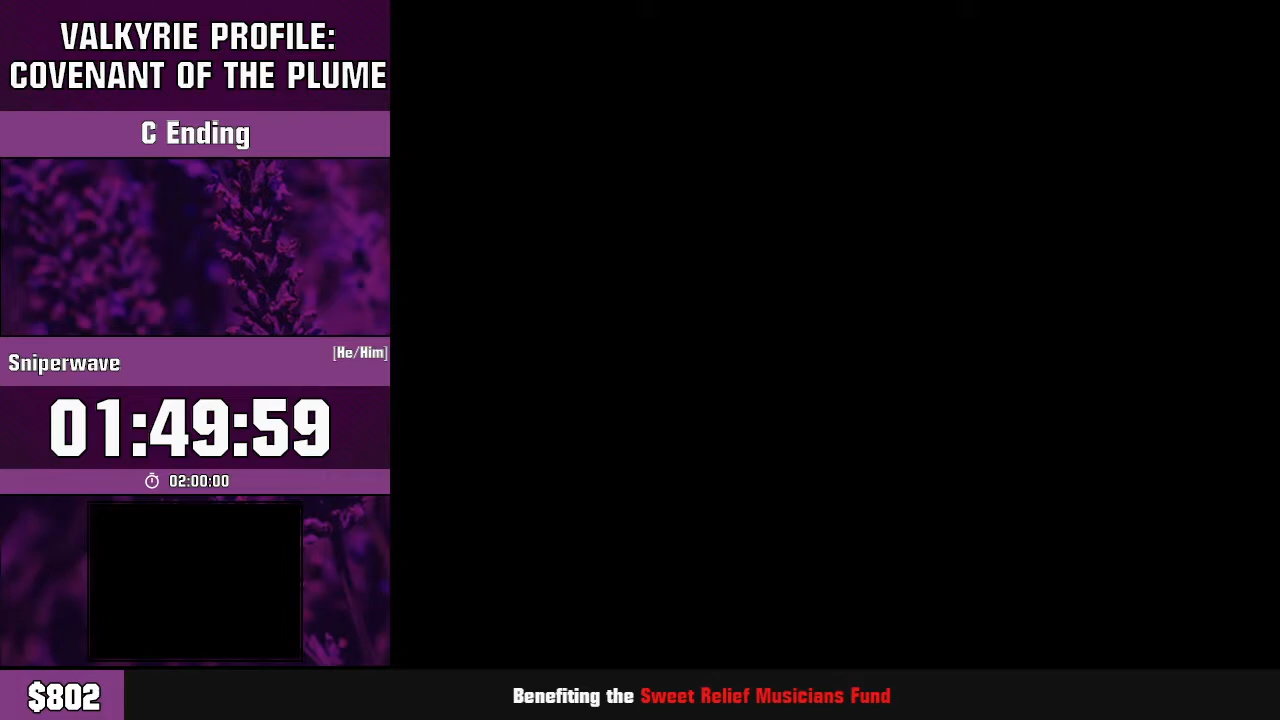 VALKYRIE PROFILE:
COVENANT OF THE PLUME
C Ending
Sniperwave
[He/Him]
01:49:59
02:00:00
$802
Benefiting the Sweet Relief Musicians Fund